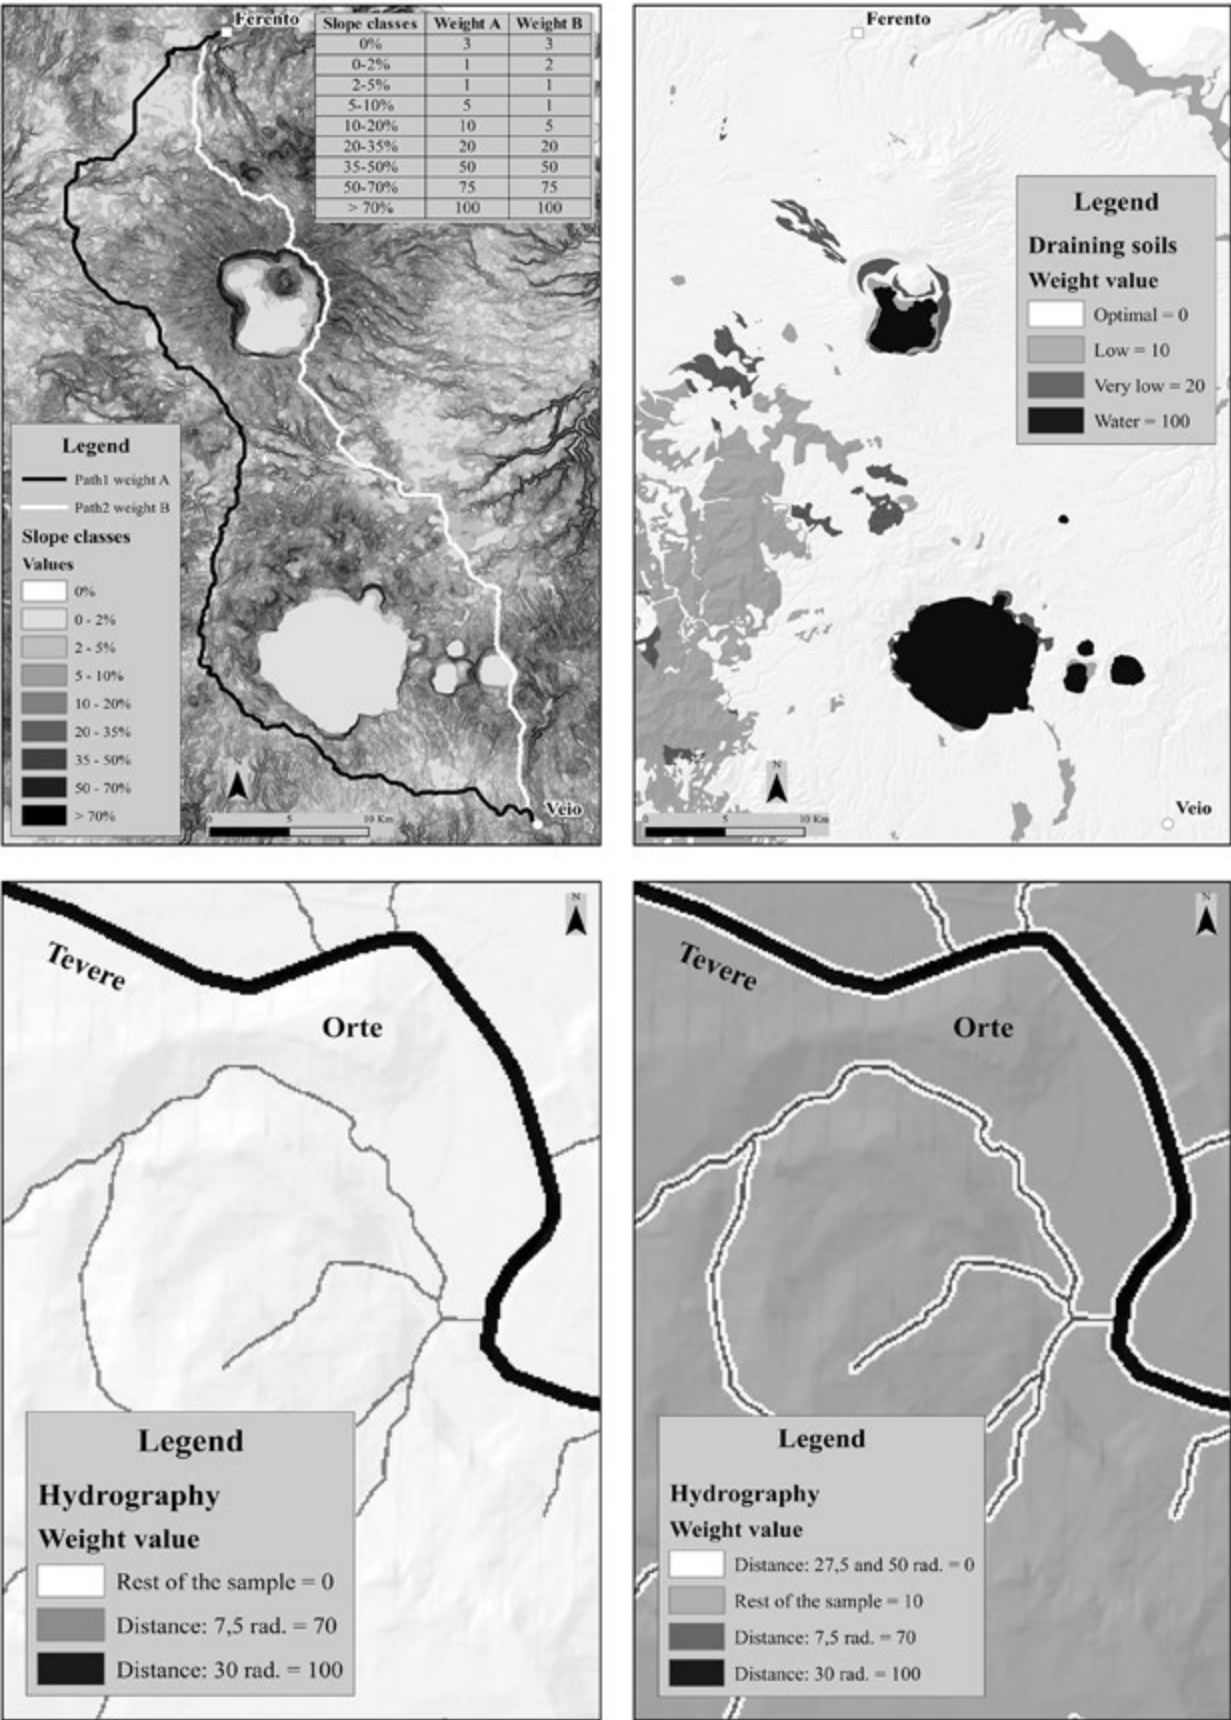 Ferento
Slope classes Weight A Weight B
0% 3 3
0-2% 1 2
2-5% 1 1
5-10% 5 1
10-20% 10 5
20-35% 20 20
35-50% 50 50
50-70% 75 75
> 70% 100 100
Legend
Path1 weight A
Path2 weight B
Slope classes
Values
0%
0 - 2%
2 - 5%
5 - 10%
10 - 20%
20 - 35%
35 - 50%
50 - 70%
> 70%
N
0 5 10 Km
Veio
Ferento
Legend
Draining soils
Weight value
Optimal = 0
Low = 10
Very low = 20
Water = 100
N
0 5 10 Km
Veio
N
Tevere
Orte
Legend
Hydrography
Weight value
Rest of the sample = 0
Distance: 7,5 rad. = 70
Distance: 30 rad. = 100
N
Tevere
Orte
Legend
Hydrography
Weight value
Distance: 27,5 and 50 rad. = 0
Rest of the sample = 10
Distance: 7,5 rad. = 70
Distance: 30 rad. = 100